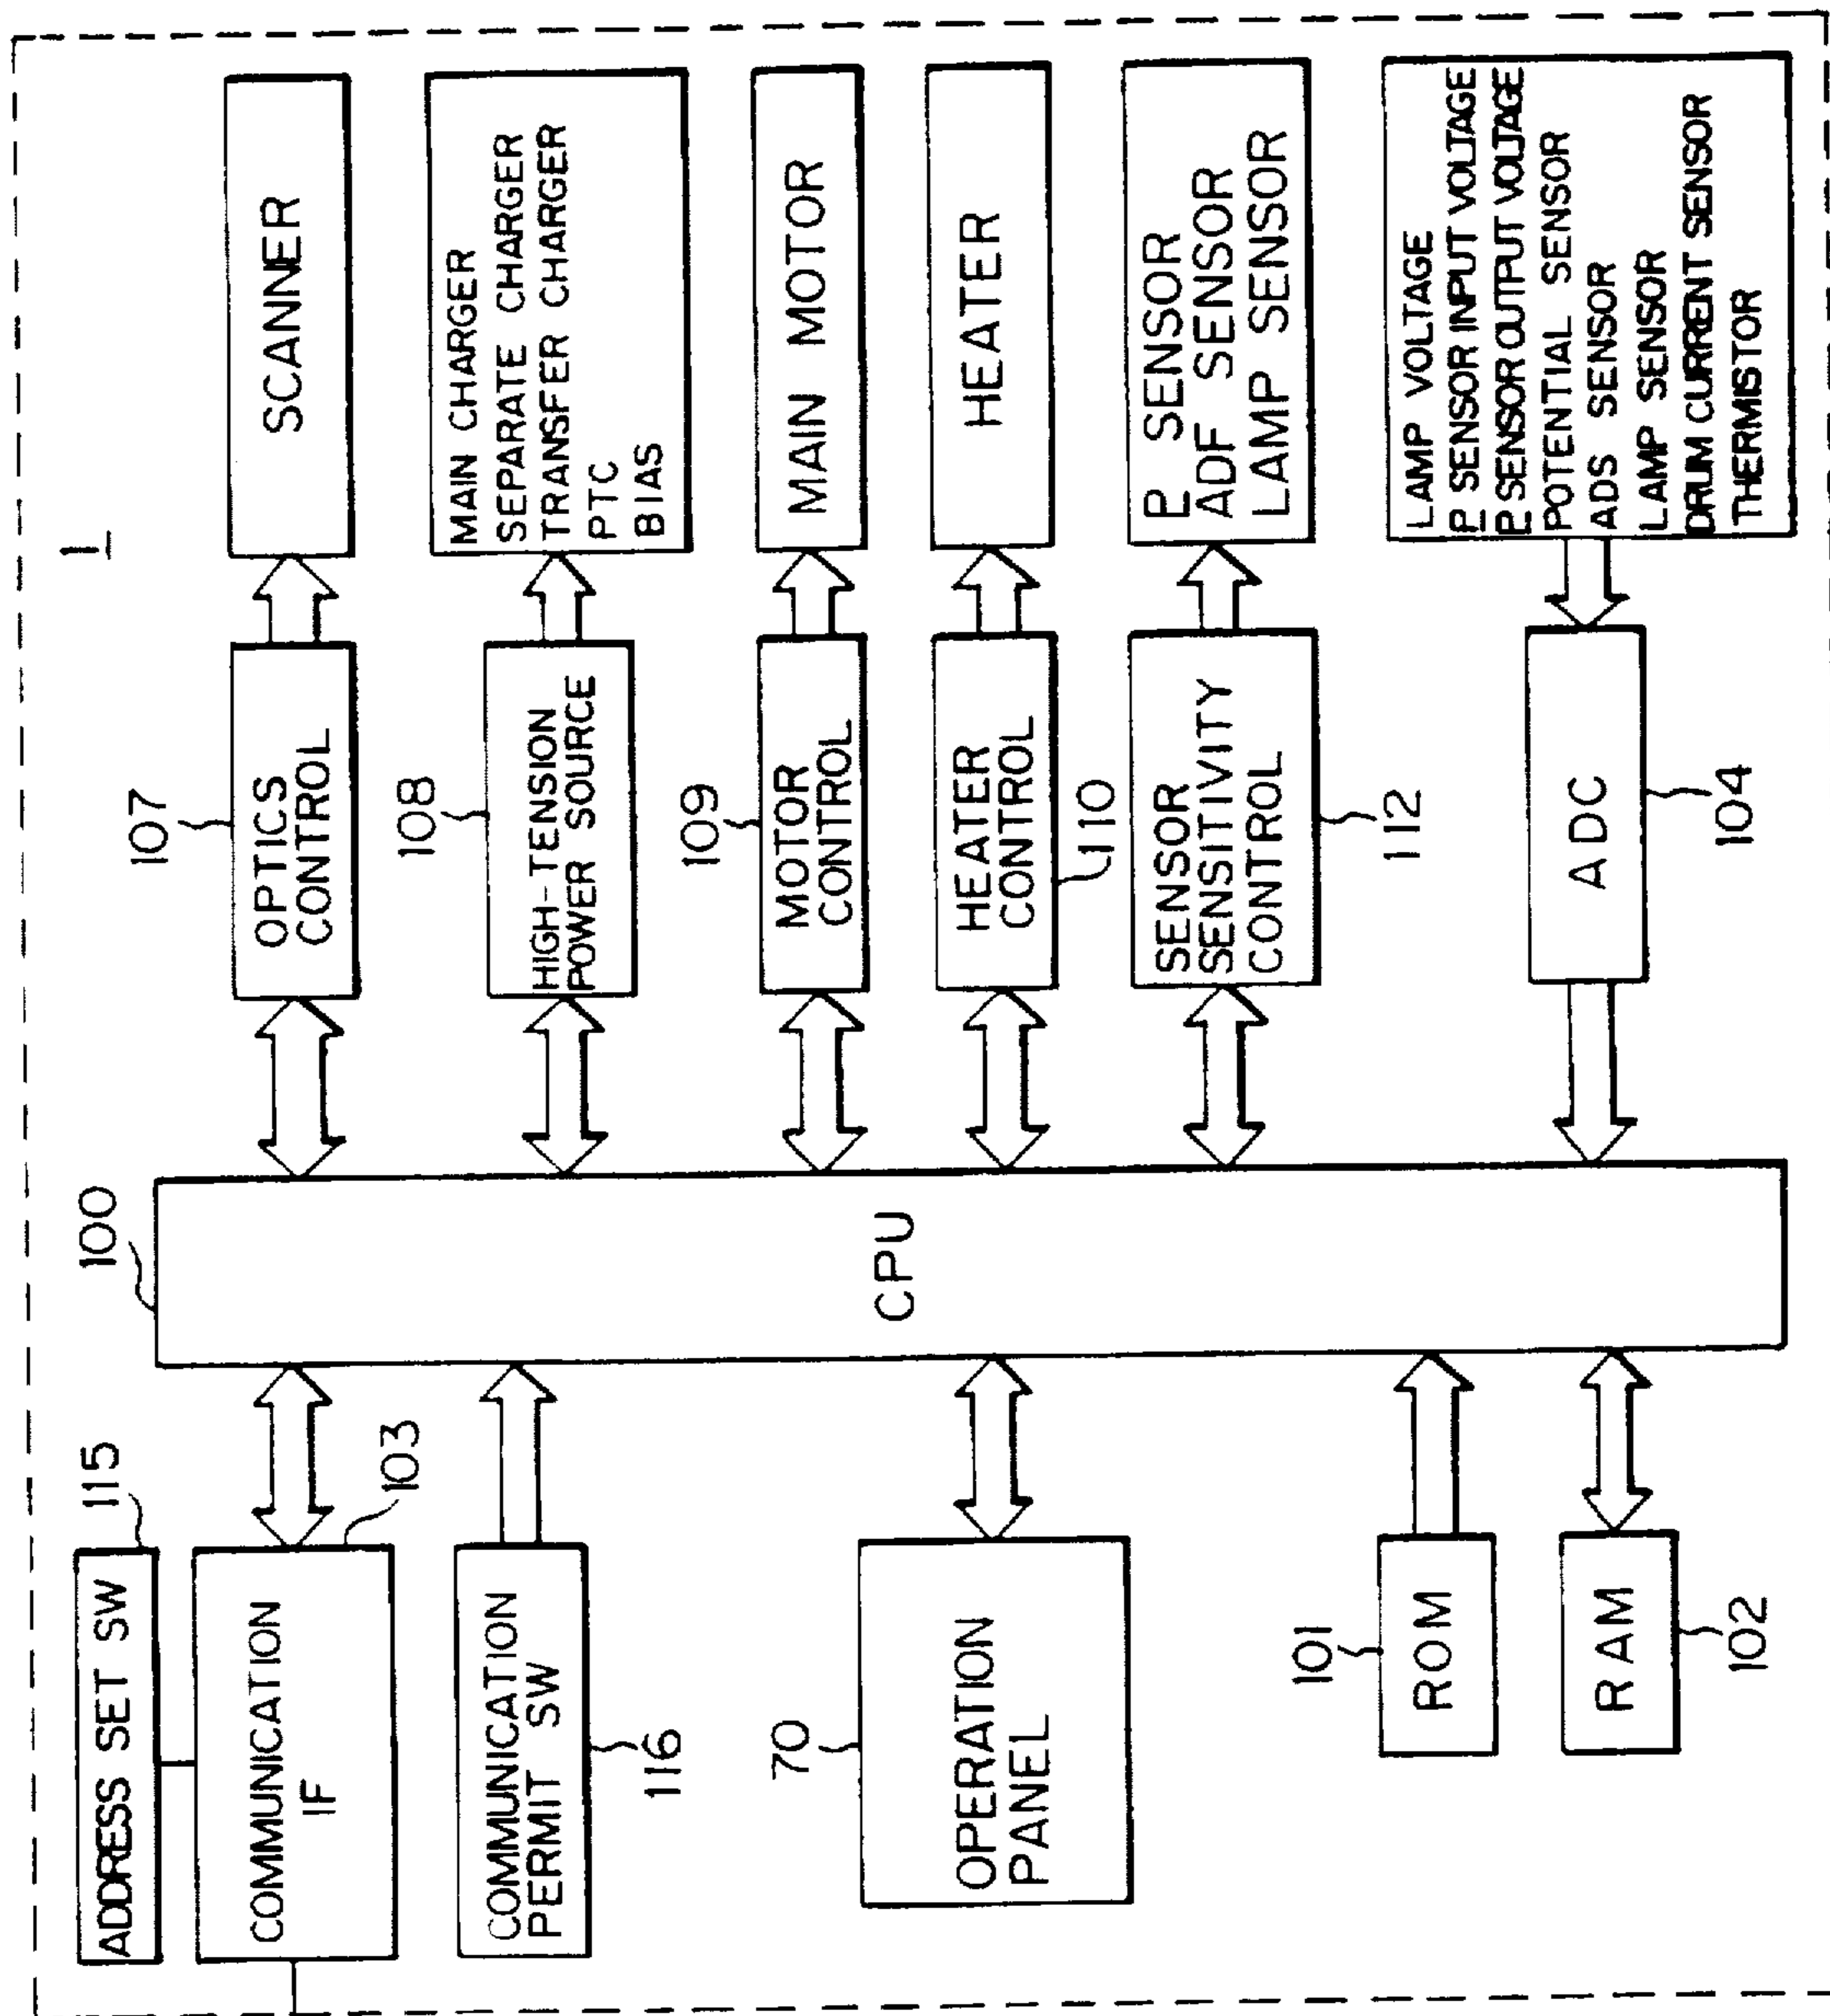 1
115
ADDRESS SET SW
COMMUNICATION
IF
103
COMMUNICATION
PERMIT SW
116
70
OPERATION
PANEL
101
ROM
RAM
102
100
CPU
107
OPTICS
CONTROL
108
HIGH-TENSION
POWER SOURCE
109
MOTOR
CONTROL
HEATER
CONTROL
110
SENSOR
SENSITIVITY
CONTROL
112
ADC
104
SCANNER
MAIN CHARGER
SEPARATE CHARGER
TRANSFER CHARGER
PTC
BIAS
MAIN MOTOR
HEATER
P SENSOR
ADF SENSOR
LAMP SENSOR
LAMP VOLTAGE
P SENSOR INPUT VOLTAGE
P SENSOR OUTPUT VOLTAGE
POTENTIAL SENSOR
ADS SENSOR
LAMP SENSOR
DRUM CURRENT SENSOR
THERMISTOR